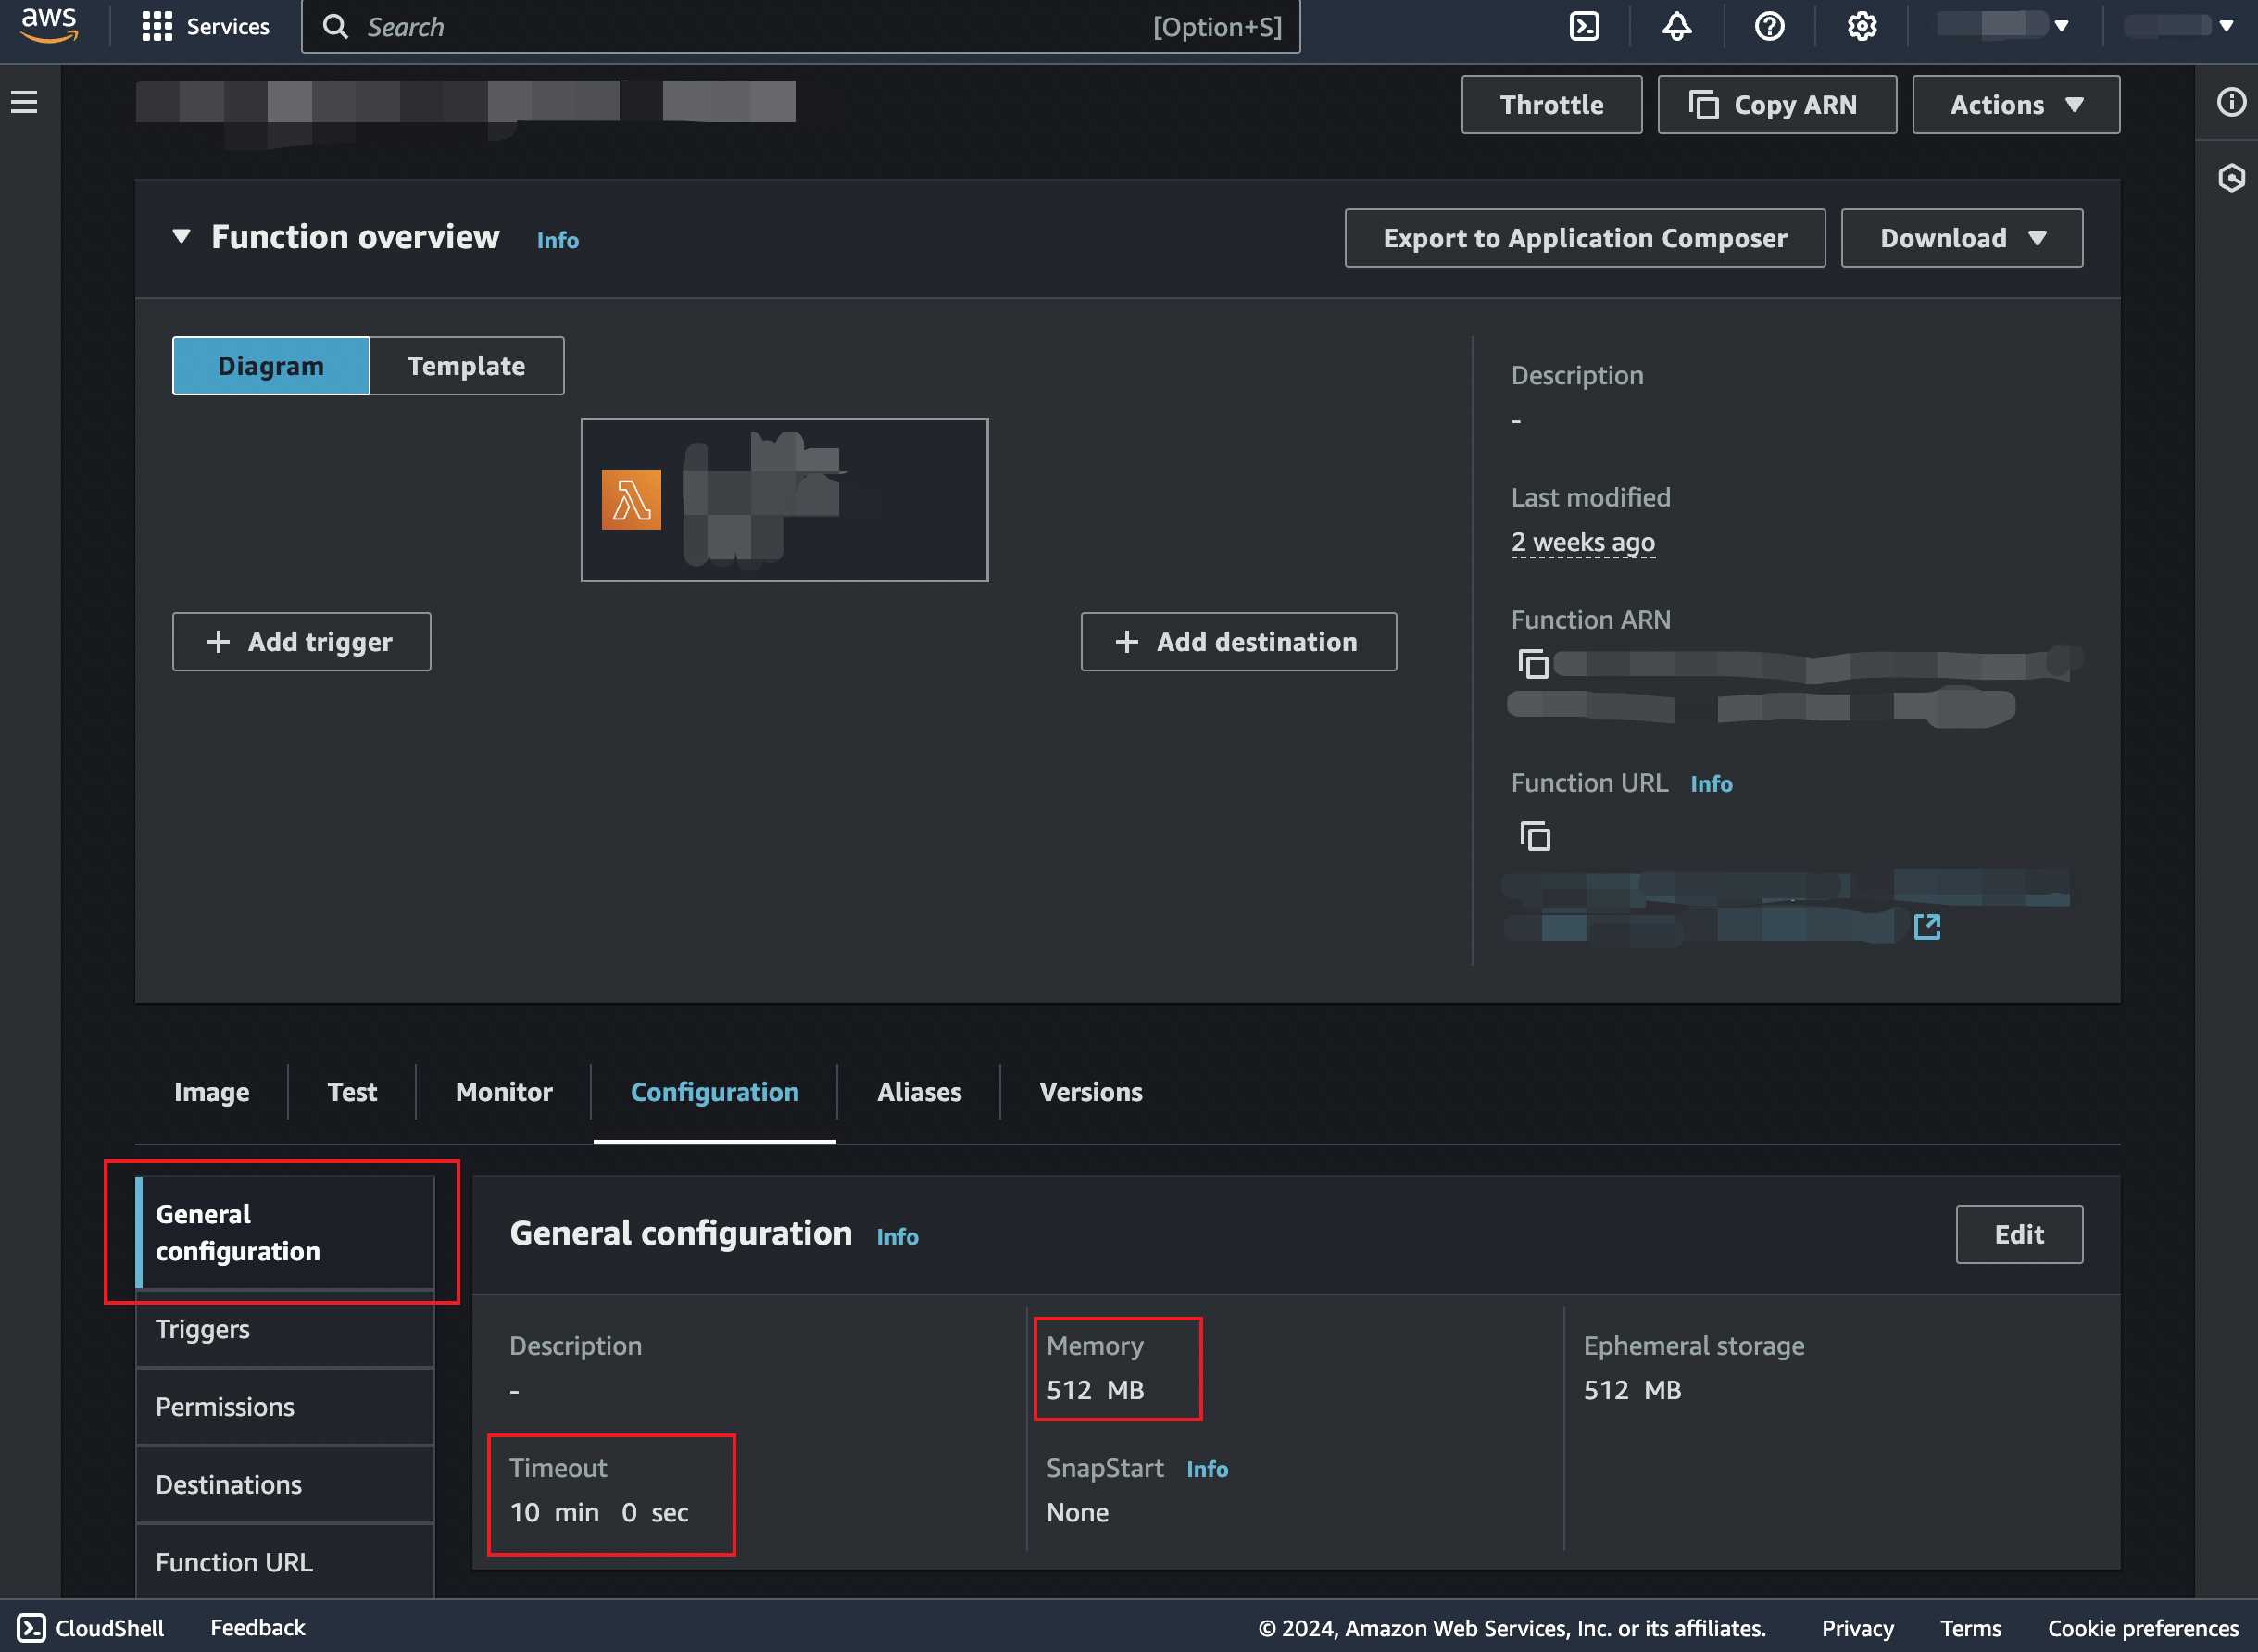 aws
Services
Search
[Option+S]
Throttle
Copy ARN
Actions
Function overview
Info
Export to Application Composer
Download
Diagram
Template
Description
-
Last modified
2 weeks ago
Add trigger
Add destination
Function ARN
Function URL Info
Image
Test
Monitor
Configuration
Aliases
Versions
General
configuration
Triggers
Permissions
Destinations
Function URL
General configuration Info
Edit
Description
-
Memory
512 MB
Ephemeral storage
512 MB
Timeout
10 min 0 sec
SnapStart Info
None
CloudShell
Feedback
© 2024, Amazon Web Services, Inc. or its affiliates.
Privacy
Terms
Cookie preferences